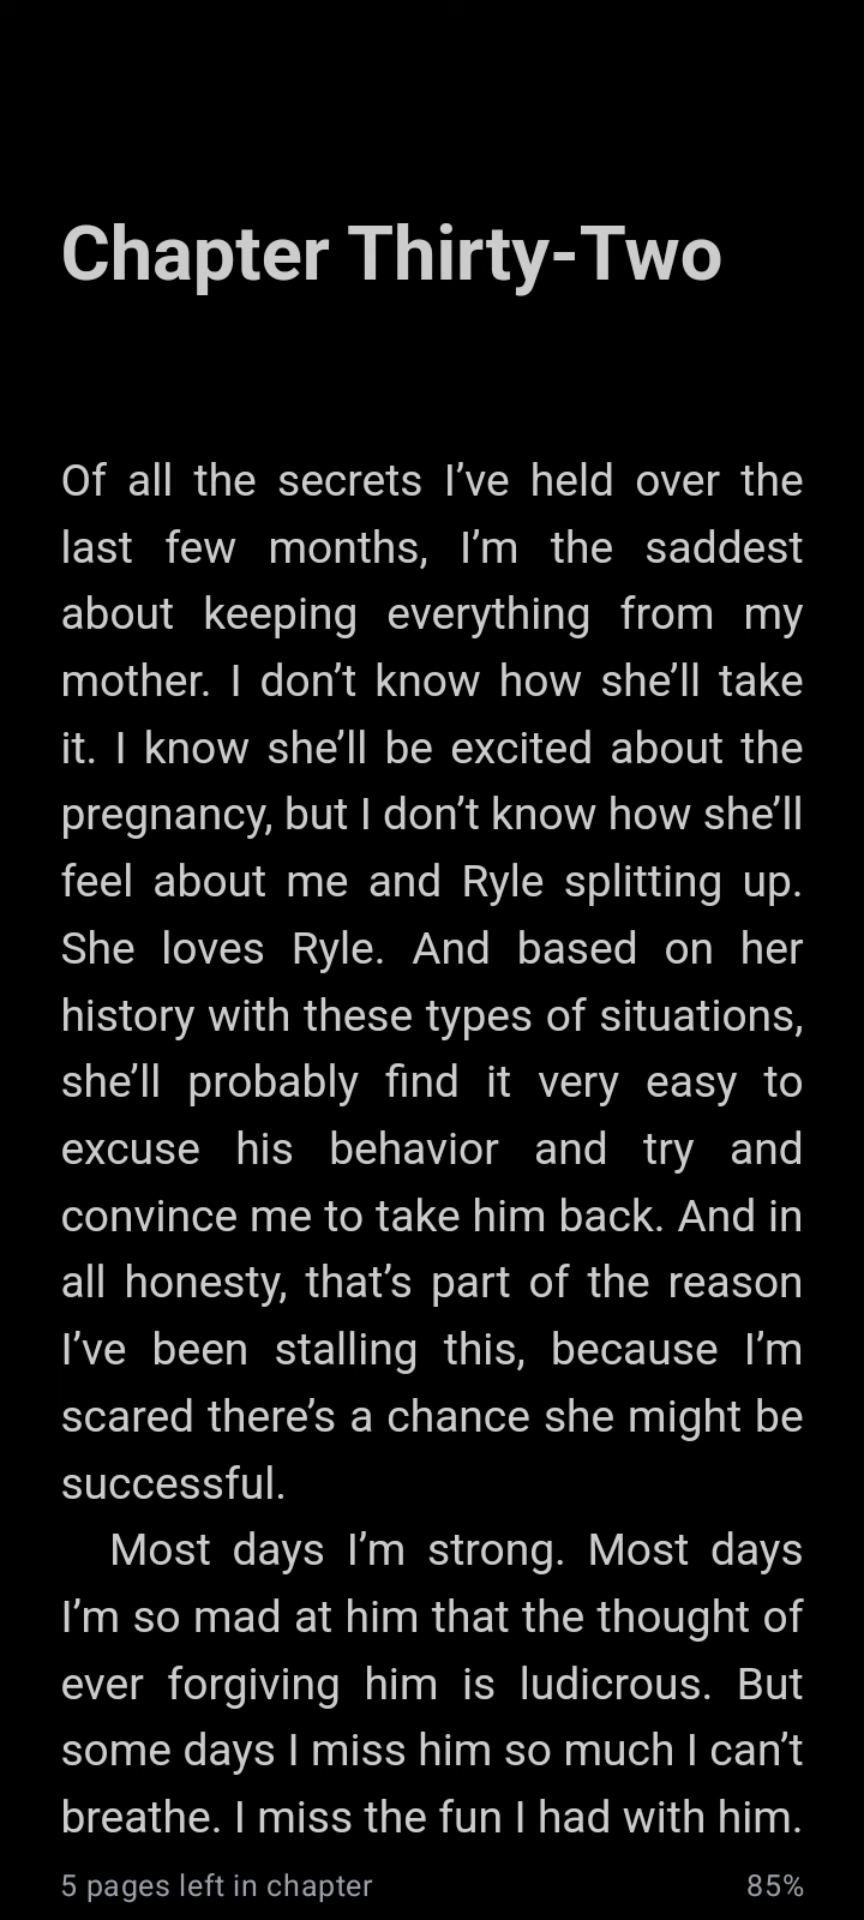 Chapter Thirty-Two
Of all the secrets I’ve held over the
last few months, I’m the saddest
about keeping everything from my
mother. I don’t know how she’ll take
it. I know she’ll be excited about the
pregnancy, but I don’t know how she’ll
feel about me and Ryle splitting up.
She loves Ryle. And based on her
history with these types of situations,
she’ll probably find it very easy to
excuse his behavior and try and
convince me to take him back. And in
all honesty, that’s part of the reason
I’ve been stalling this, because I’m
scared there’s a chance she might be
successful.
Most days I’m strong. Most days
I’m so mad at him that the thought of
ever forgiving him is ludicrous. But
some days I miss him so much I can’t
breathe. I miss the fun I had with him.
5 pages left in chapter
85%